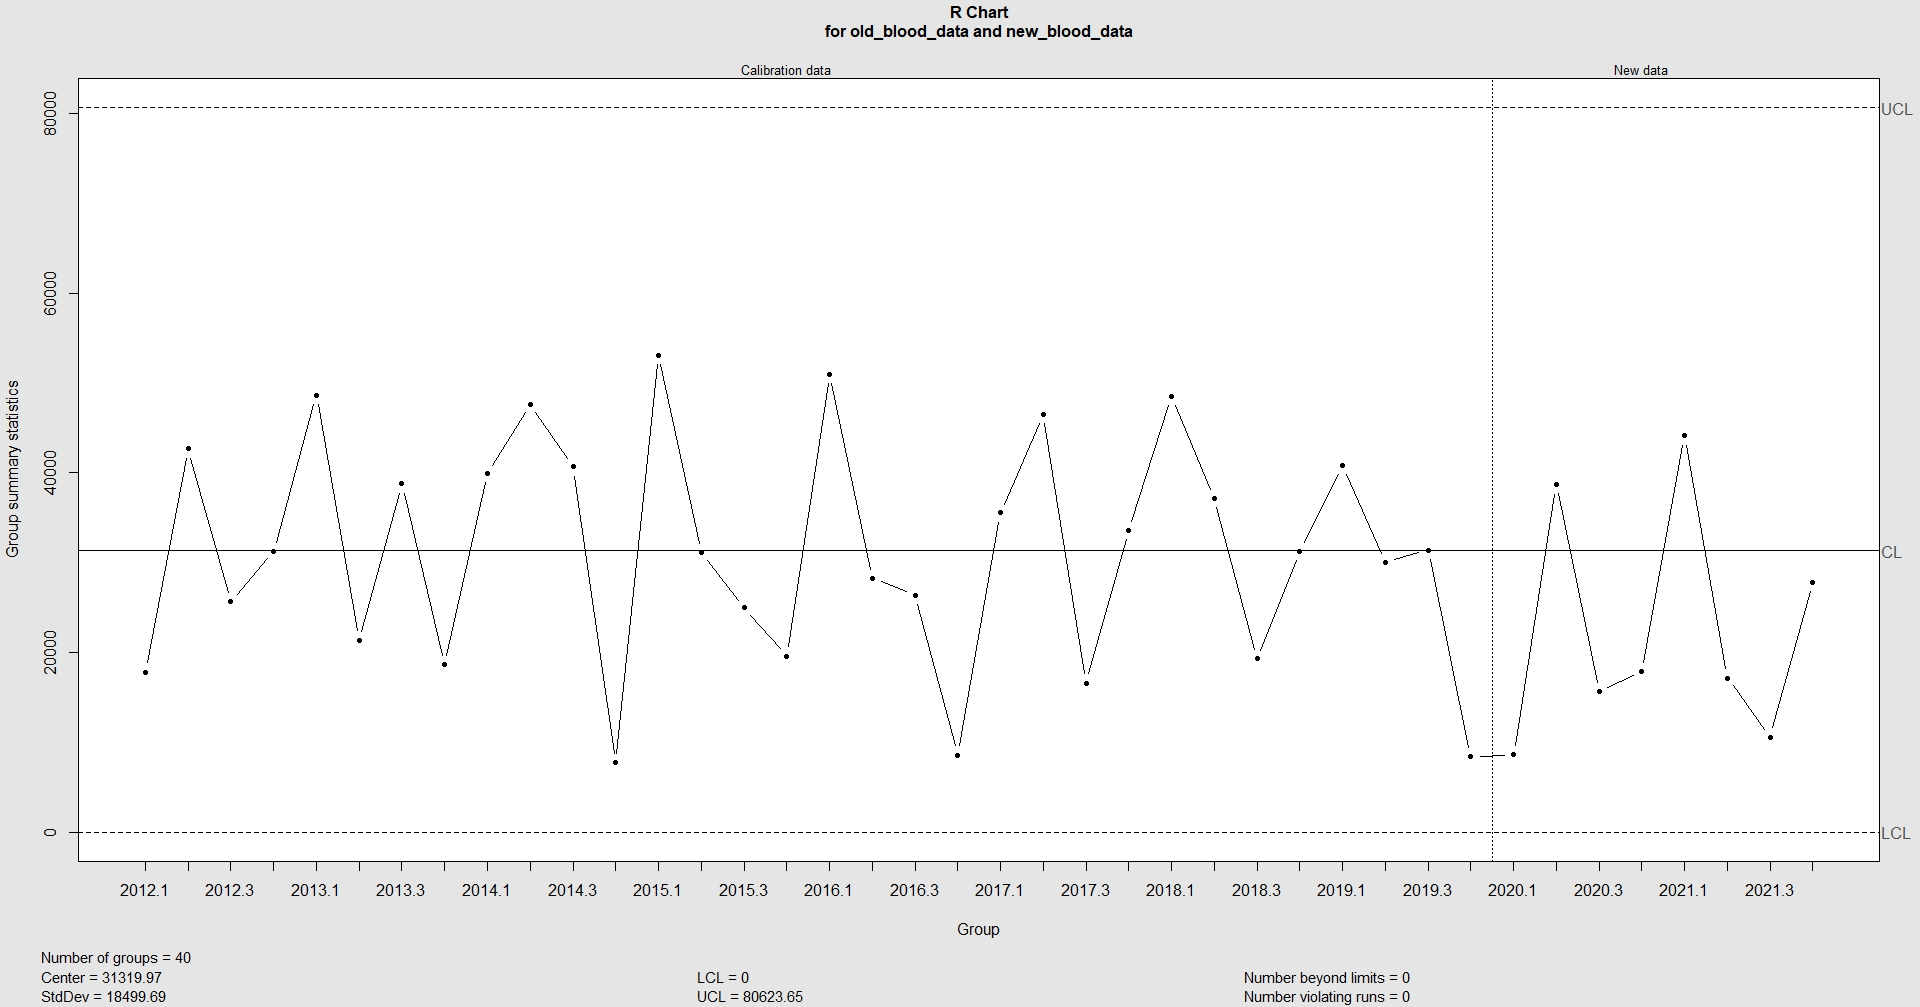 R Chart
for old_blood_data and new_blood_data
Calibration data
New data
Group summary statistics
80000
60000
40000
20000
0
UCL
CL
LCL
2012.1 2012.3 2013.1 2013.3 2014.1 2014.3 2015.1 2015.3 2016.1 2016.3 2017.1 2017.3 2018.1 2018.3 2019.1 2019.3 2020.1 2020.3 2021.1 2021.3
Group
Number of groups = 40
Center = 31319.97
StdDev = 18499.69
LCL = 0
UCL = 80623.65
Number beyond limits = 0
Number violating runs = 0